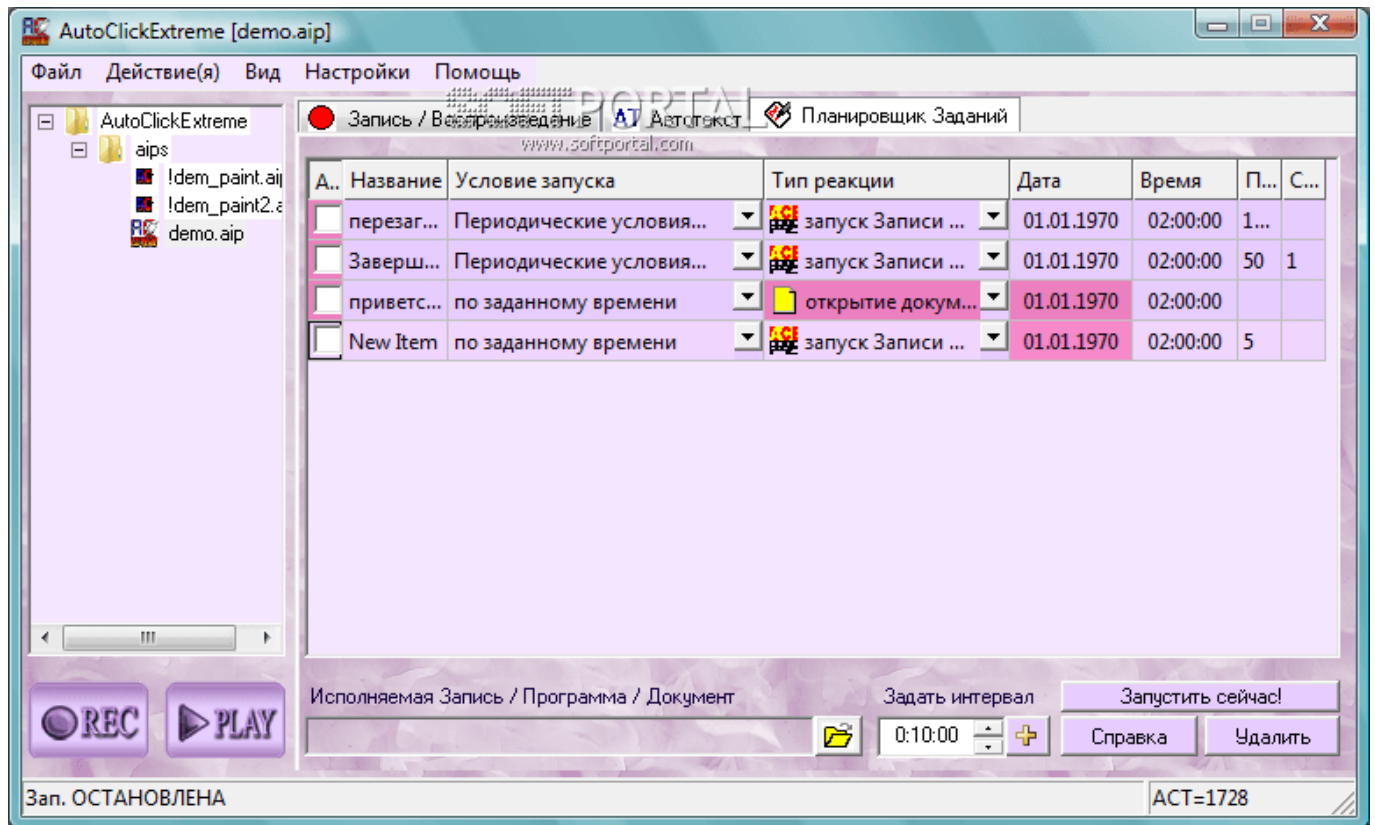 AutoClickExtreme [demo.aip]
Файл Действие(я) Вид Настройки Помощь
SOFTPORTAL
www.softportal.com
AutoClickExtreme
aips
!dem_paint.aip
!dem_paint2.a
demo.aip
Запись / Воспроизведение AT Автотекст Планировщик Заданий
А.. Название Условие запуска Тип реакции Дата Время П... С...
перезаг... Периодические условия... запуск Записи ... 01.01.1970 02:00:00 1...
Заверш... Периодические условия... запуск Записи ... 01.01.1970 02:00:00 50 1
приветс... по заданному времени открытие докум... 01.01.1970 02:00:00
New Item по заданному времени запуск Записи ... 01.01.1970 02:00:00 5
Исполняемая Запись / Программа / Документ Задать интервал Запустить сейчас!
REC PLAY 0:10:00 Справка Удалить
Зап. ОСТАНОВЛЕНА ACT=1728